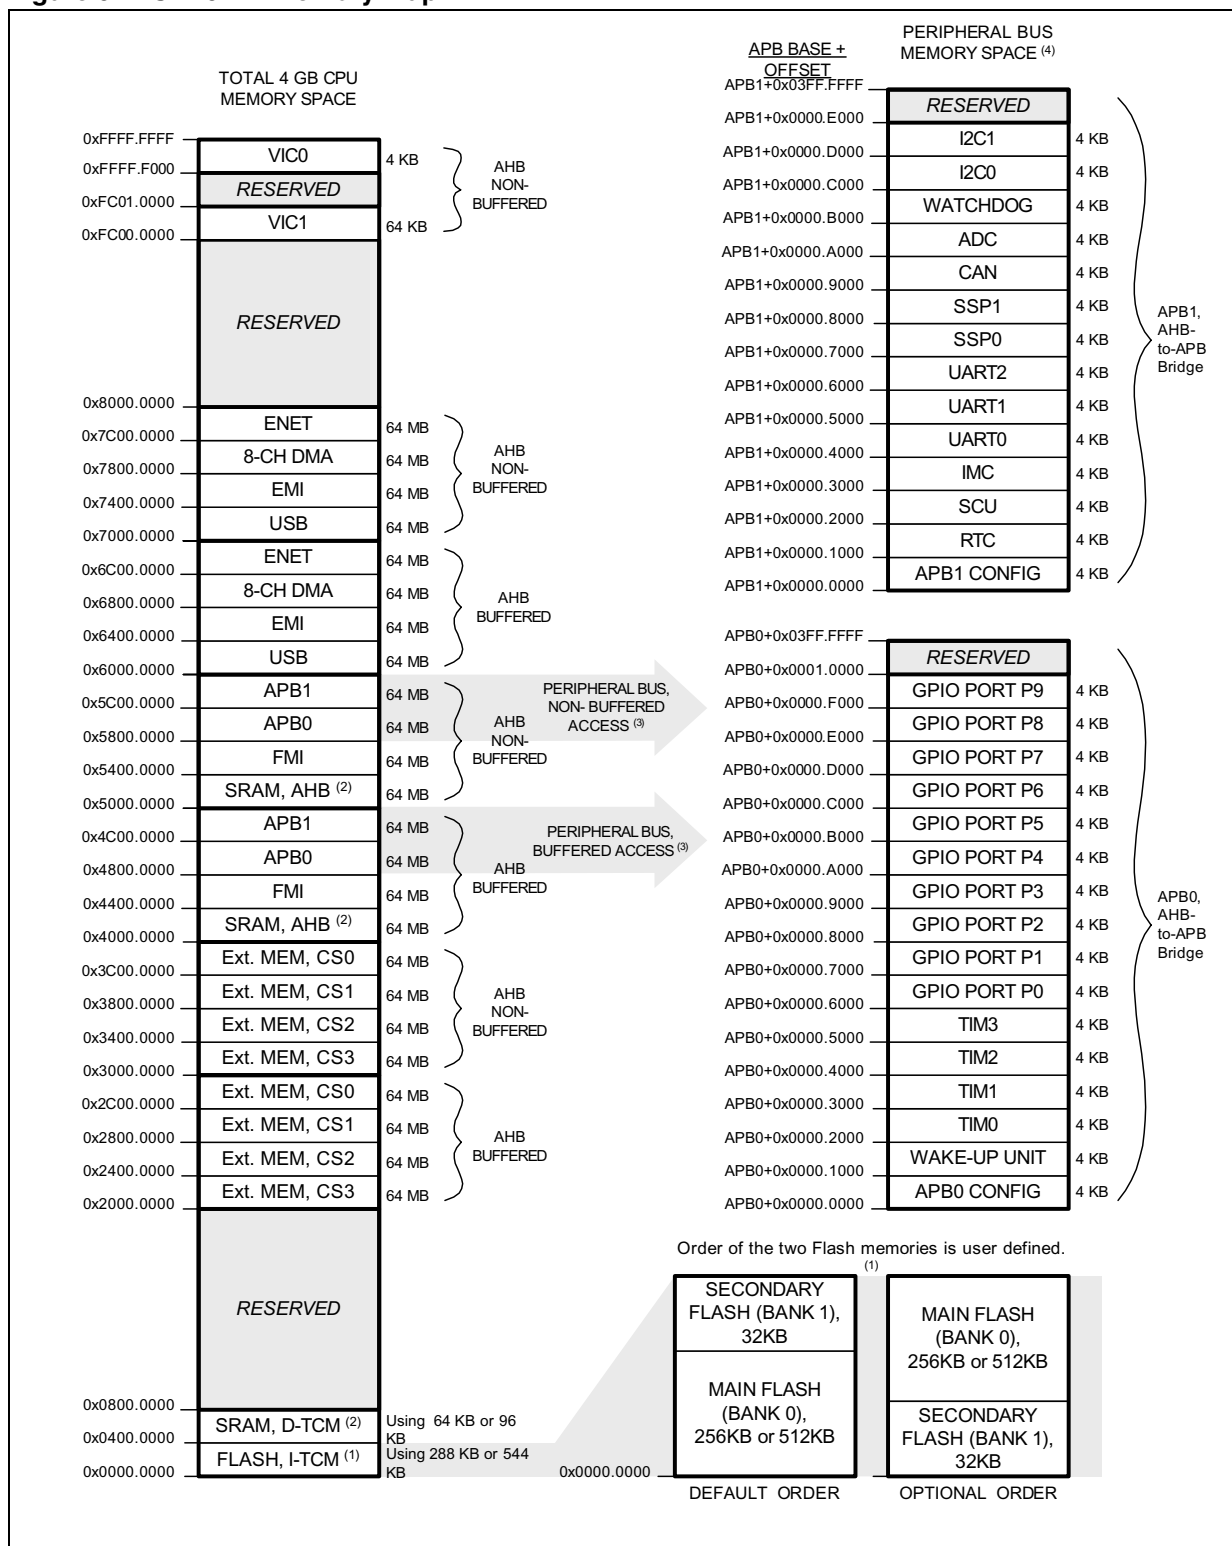 TOTAL 4 GB CPU
MEMORY SPACE
0xFFFF.FFFF
VIC0
4 KB
0xFFFF.F000
RESERVED
0xFC01.0000
VIC1
64 KB
0xFC00.0000
AHB
NON-
BUFFERED
RESERVED
0x8000.0000
ENET
64 MB
0x7C00.0000
8-CH DMA
64 MB
0x7800.0000
EMI
64 MB
0x7400.0000
USB
64 MB
0x7000.0000
AHB
NON-
BUFFERED
ENET
64 MB
0x6C00.0000
8-CH DMA
64 MB
0x6800.0000
EMI
64 MB
0x6400.0000
USB
64 MB
0x6000.0000
AHB
BUFFERED
APB1
64 MB
0x5C00.0000
APB0
64 MB
0x5800.0000
FMI
64 MB
0x5400.0000
SRAM, AHB (2)
64 MB
0x5000.0000
AHB
NON-
BUFFERED
PERIPHERAL BUS,
NON- BUFFERED
ACCESS (3)
APB1
64 MB
0x4C00.0000
APB0
64 MB
0x4800.0000
FMI
64 MB
0x4400.0000
SRAM, AHB (2)
64 MB
0x4000.0000
AHB
BUFFERED
PERIPHERAL BUS,
BUFFERED ACCESS (3)
Ext. MEM, CS0
64 MB
0x3C00.0000
Ext. MEM, CS1
64 MB
0x3800.0000
Ext. MEM, CS2
64 MB
0x3400.0000
Ext. MEM, CS3
64 MB
0x3000.0000
AHB
NON-
BUFFERED
Ext. MEM, CS0
64 MB
0x2C00.0000
Ext. MEM, CS1
64 MB
0x2800.0000
Ext. MEM, CS2
64 MB
0x2400.0000
Ext. MEM, CS3
64 MB
0x2000.0000
AHB
BUFFERED
RESERVED
0x0800.0000
SRAM, D-TCM (2)
Using 64 KB or 96
KB
0x0400.0000
FLASH, I-TCM (1)
Using 288 KB or 544
KB
0x0000.0000
APB BASE +
OFFSET
PERIPHERAL BUS
MEMORY SPACE (4)
APB1+0x03FF.FFFF
RESERVED
APB1+0x0000.E000
I2C1
4 KB
APB1+0x0000.D000
I2C0
4 KB
APB1+0x0000.C000
WATCHDOG
4 KB
APB1+0x0000.B000
ADC
4 KB
APB1+0x0000.A000
CAN
4 KB
APB1+0x0000.9000
SSP1
4 KB
APB1+0x0000.8000
SSP0
4 KB
APB1+0x0000.7000
UART2
4 KB
APB1+0x0000.6000
UART1
4 KB
APB1+0x0000.5000
UART0
4 KB
APB1+0x0000.4000
IMC
4 KB
APB1+0x0000.3000
SCU
4 KB
APB1+0x0000.2000
RTC
4 KB
APB1+0x0000.1000
APB1 CONFIG
4 KB
APB1+0x0000.0000
APB1,
AHB-
to-APB
Bridge
APB0+0x03FF.FFFF
RESERVED
APB0+0x0001.0000
GPIO PORT P9
4 KB
APB0+0x0000.F000
GPIO PORT P8
4 KB
APB0+0x0000.E000
GPIO PORT P7
4 KB
APB0+0x0000.D000
GPIO PORT P6
4 KB
APB0+0x0000.C000
GPIO PORT P5
4 KB
APB0+0x0000.B000
GPIO PORT P4
4 KB
APB0+0x0000.A000
GPIO PORT P3
4 KB
APB0+0x0000.9000
GPIO PORT P2
4 KB
APB0+0x0000.8000
GPIO PORT P1
4 KB
APB0+0x0000.7000
GPIO PORT P0
4 KB
APB0+0x0000.6000
TIM3
4 KB
APB0+0x0000.5000
TIM2
4 KB
APB0+0x0000.4000
TIM1
4 KB
APB0+0x0000.3000
TIM0
4 KB
APB0+0x0000.2000
WAKE-UP UNIT
4 KB
APB0+0x0000.1000
APB0 CONFIG
4 KB
APB0+0x0000.0000
APB0,
AHB-
to-APB
Bridge
Order of the two Flash memories is user defined.
(1)
SECONDARY
FLASH (BANK 1),
32KB
MAIN FLASH
(BANK 0),
256KB or 512KB
0x0000.0000
DEFAULT ORDER
MAIN FLASH
(BANK 0),
256KB or 512KB
SECONDARY
FLASH (BANK 1),
32KB
OPTIONAL ORDER